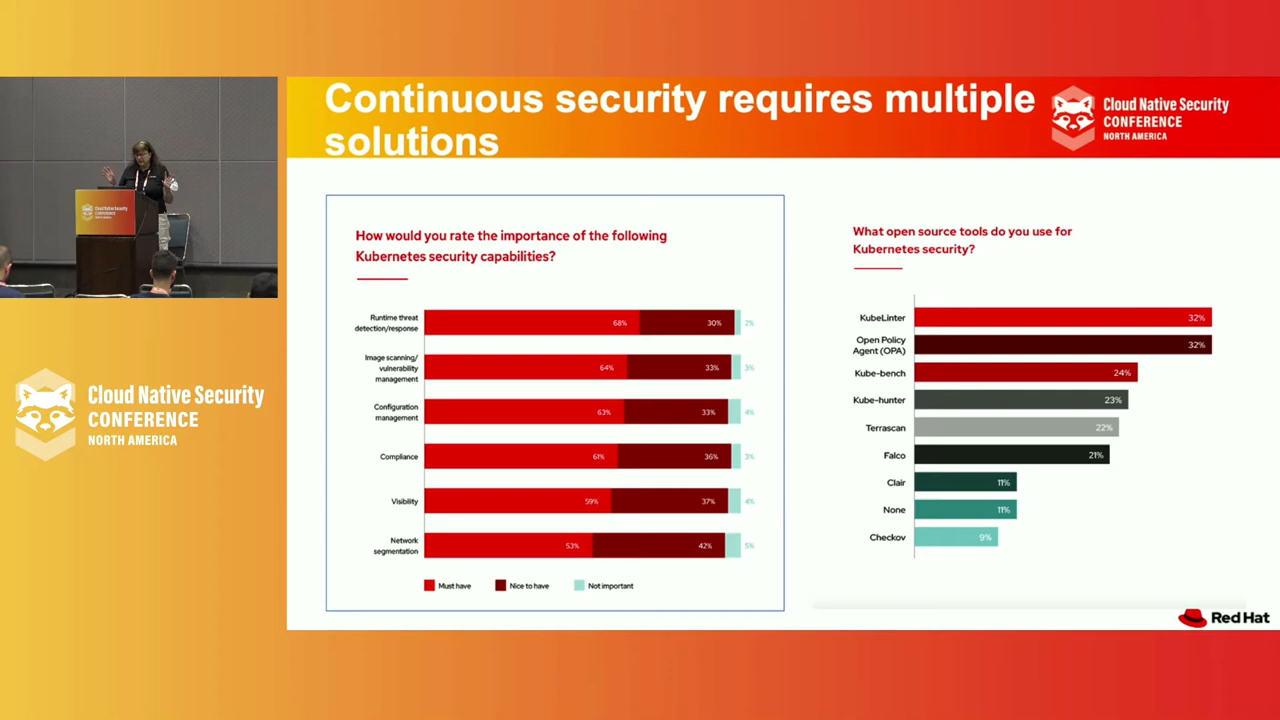 Continuous security requires multiple
solutions
Cloud Native Security
CONFERENCE
NORTH AMERICA
How would you rate the importance of the following
Kubernetes security capabilities?
Runtime threat
detection/response
68%
30%
2%
Image scanning/
vulnerability
management
64%
33%
3%
Configuration
management
63%
33%
4%
Compliance
61%
36%
3%
Visibility
59%
37%
4%
Network
segmentation
53%
42%
5%
Must have
Nice to have
Not important
What open source tools do you use for
Kubernetes security?
KubeLinter
32%
Open Policy
Agent (OPA)
32%
Kube-bench
24%
Kube-hunter
23%
Terrascan
22%
Falco
21%
Clair
11%
None
11%
Checkov
9%
Red Hat
Cloud Native Security
CONFERENCE
NORTH AMERICA
Cloud Native Security
CONFERENCE